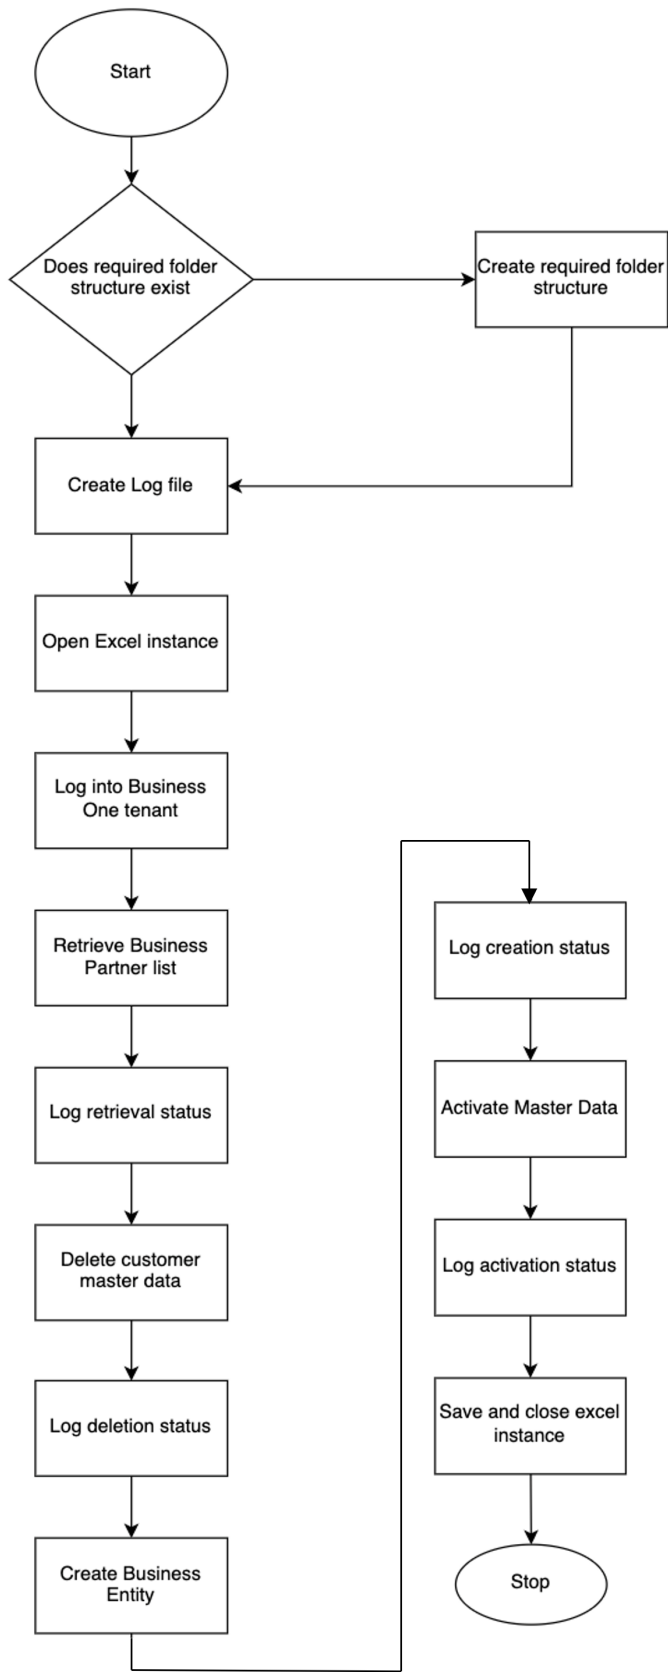 Start
Does required folder
structure exist
Create required folder
structure
Create Log file
Open Excel instance
Log into Business
One tenant
Retrieve Business
Partner list
Log retrieval status
Delete customer
master data
Log deletion status
Create Business
Entity
Log creation status
Activate Master Data
Log activation status
Save and close excel
instance
Stop